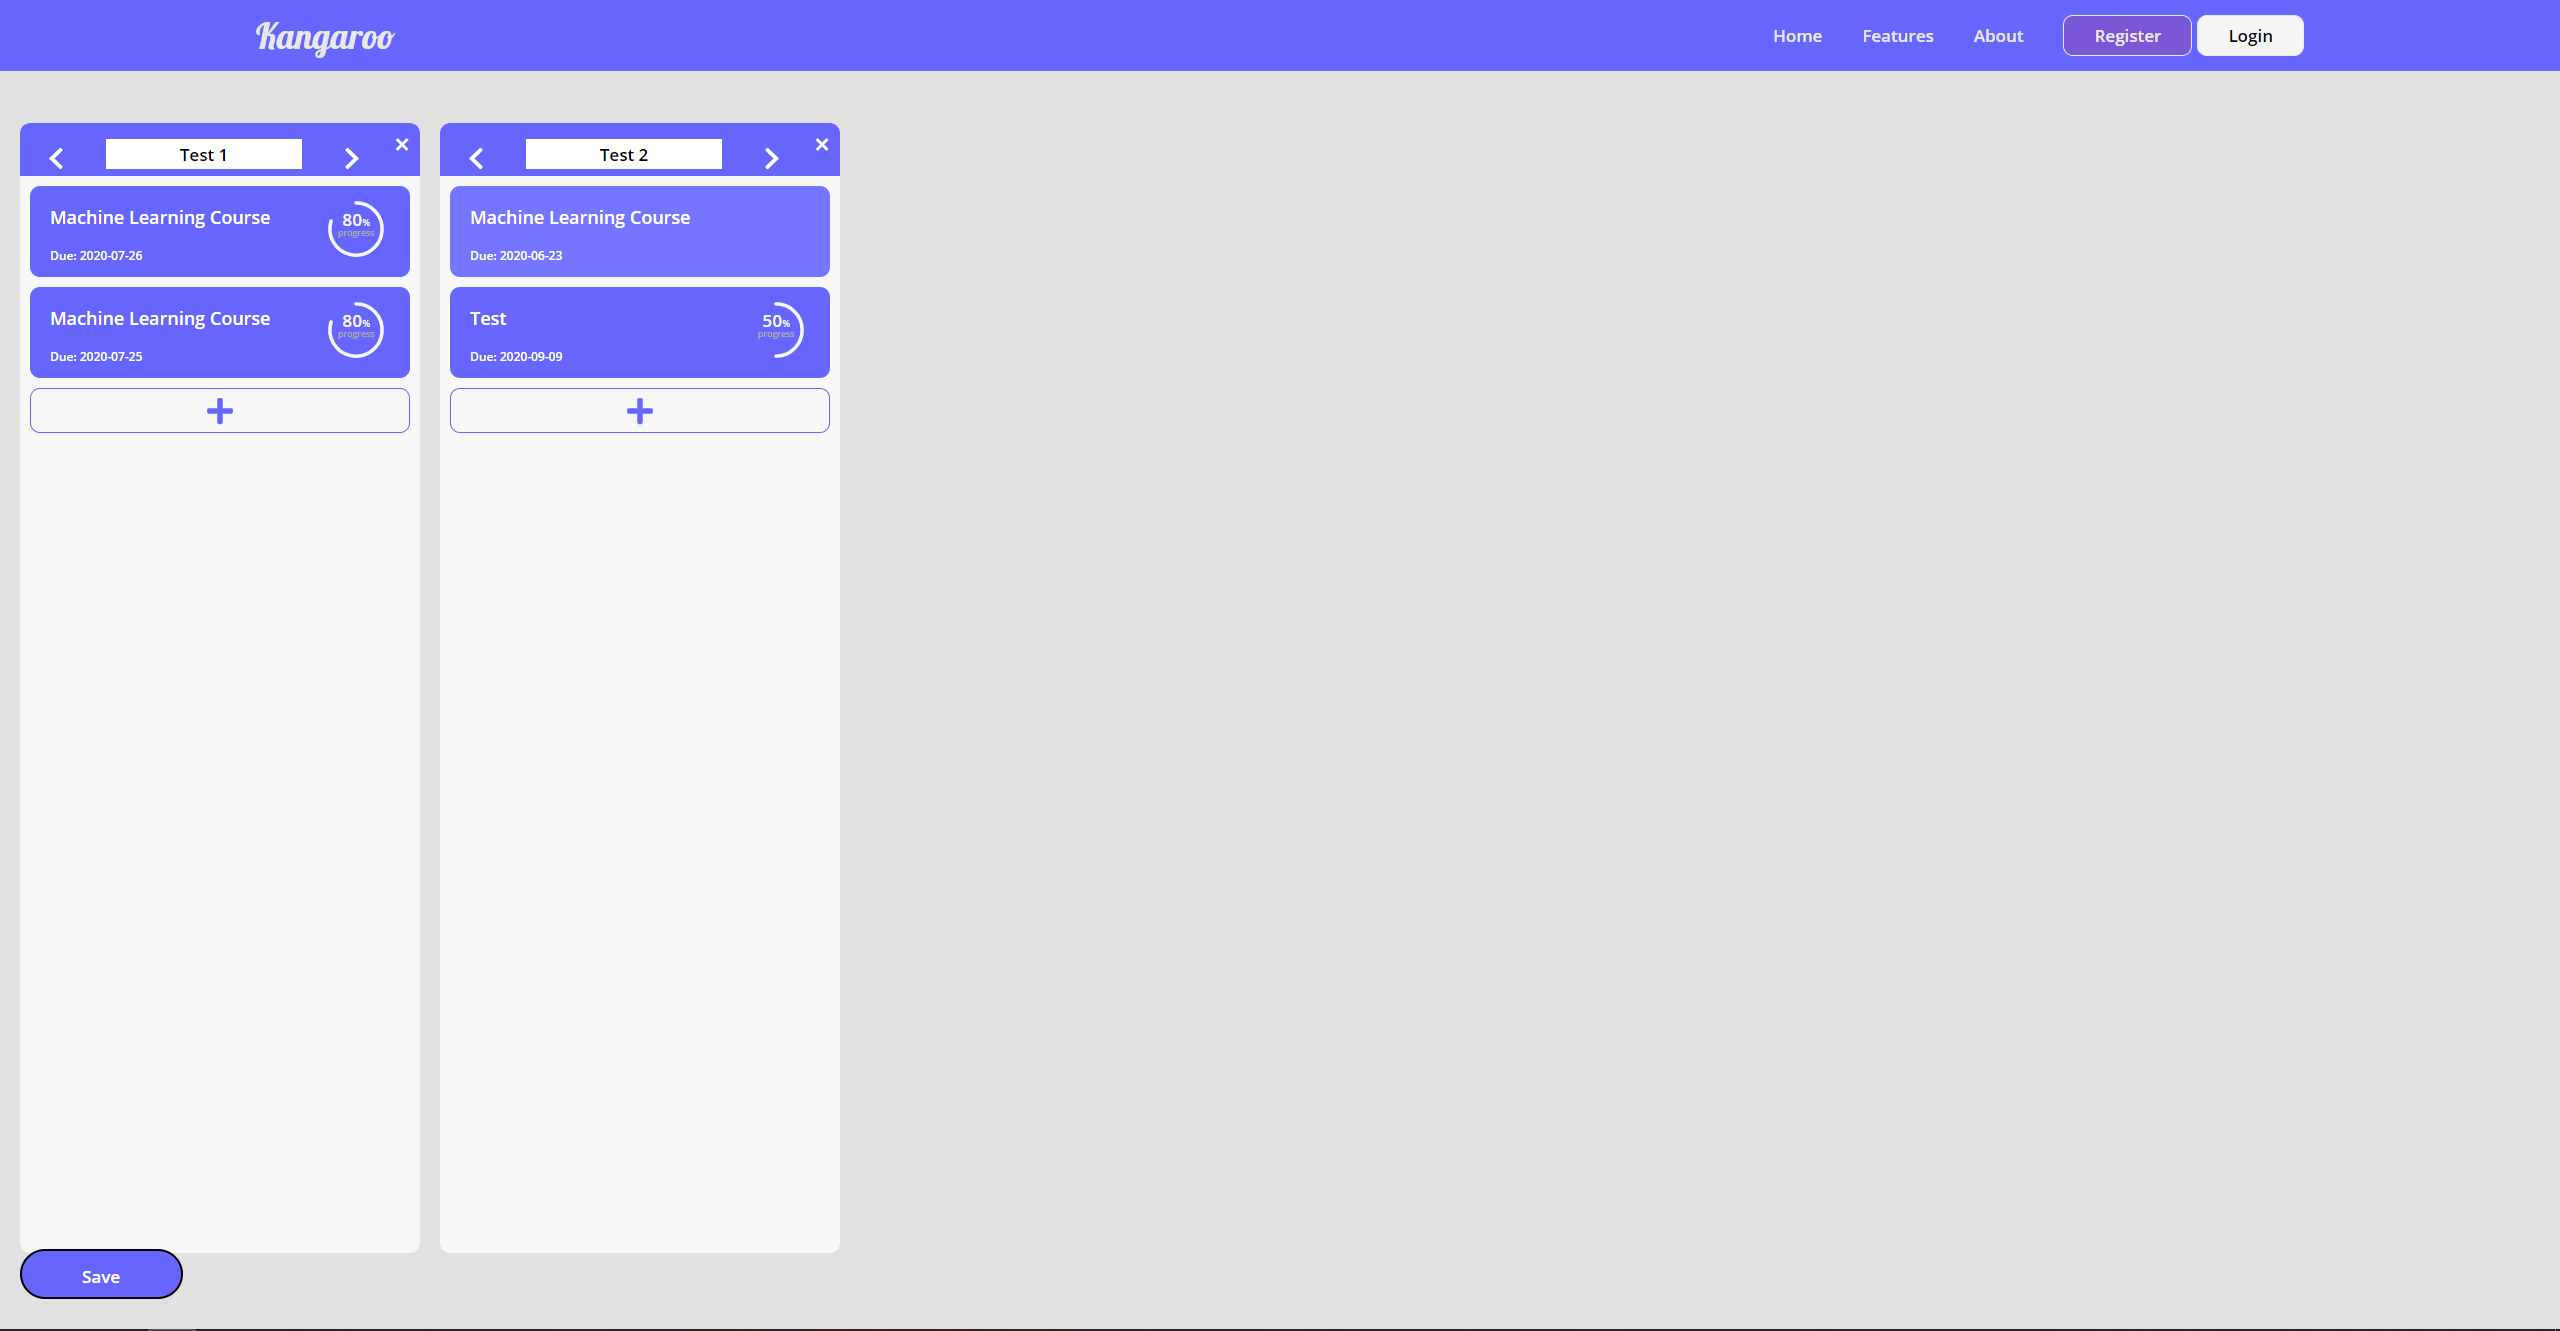 Kangaroo
Home Features About Register Login
Test 1
Machine Learning Course
80%
progress
Due: 2020-07-26
Machine Learning Course
80%
progress
Due: 2020-07-25
Test 2
Machine Learning Course
Due: 2020-06-23
Test
50%
progress
Due: 2020-09-09
Save